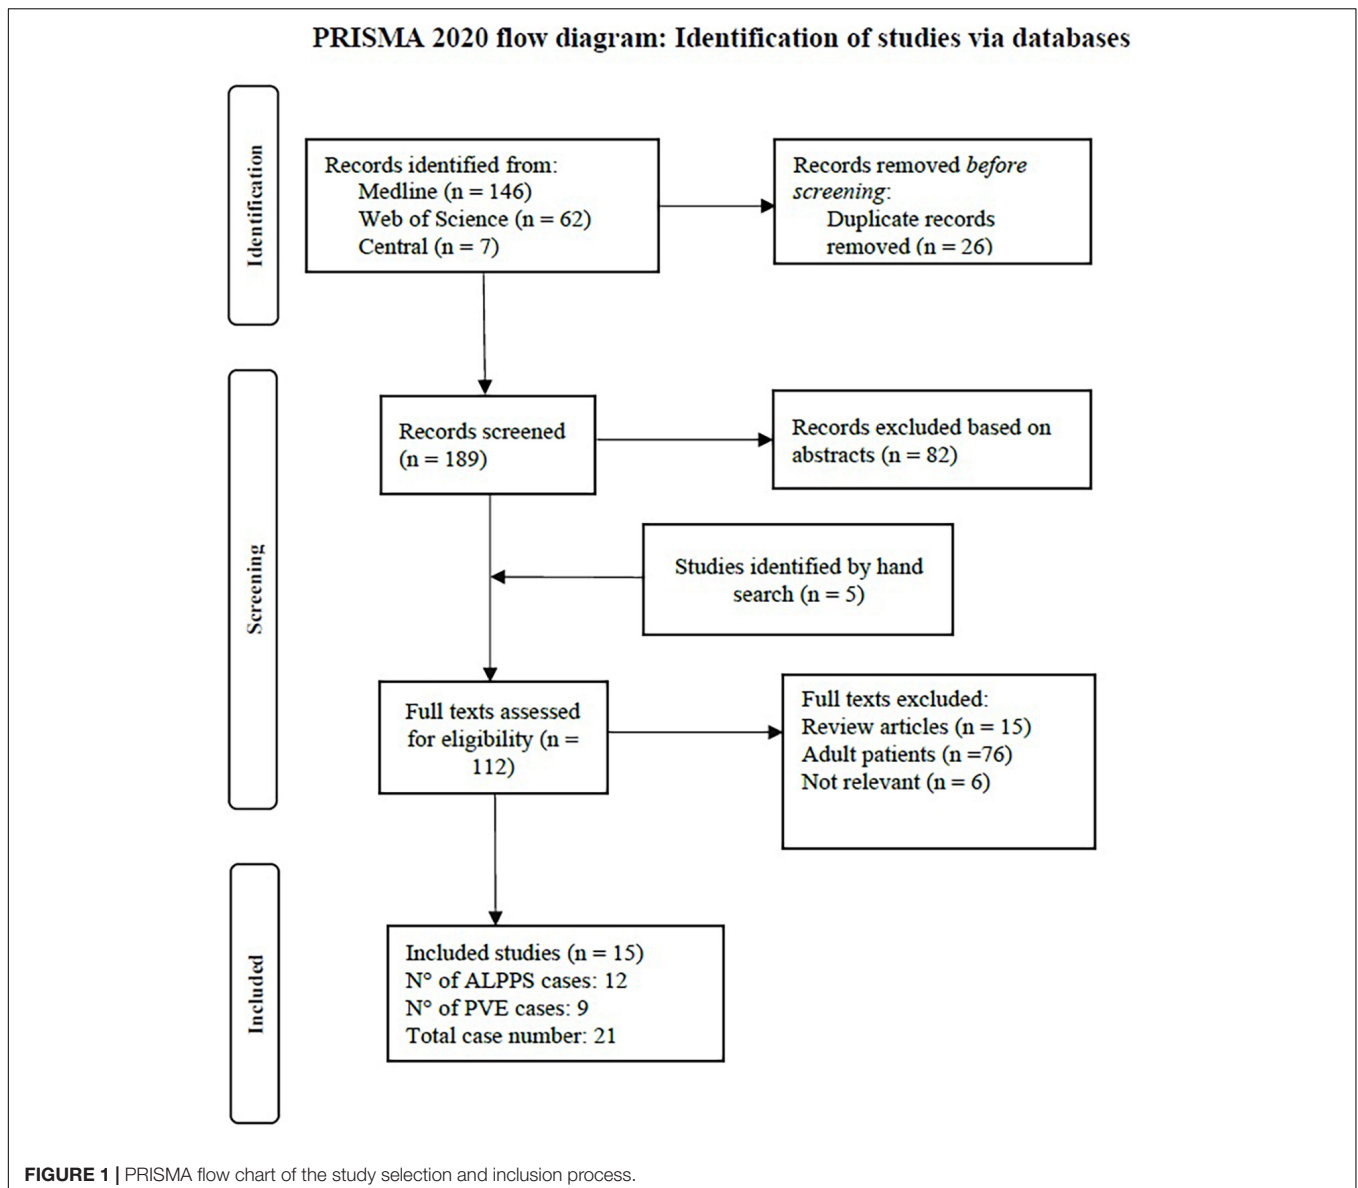 PRISMA 2020 flow diagram: Identification of studies via databases
Identification
Records identified from:
Medline (n = 146)
Web of Science (n = 62)
Central (n = 7)
Records removed before
screening:
Duplicate records
removed (n = 26)
Screening
Records screened
(n = 189)
Records excluded based on
abstracts (n = 82)
Studies identified by hand
search (n = 5)
Full texts assessed
for eligibility (n =
112)
Full texts excluded:
Review articles (n = 15)
Adult patients (n =76)
Not relevant (n = 6)
Included
Included studies (n = 15)
N° of ALPPS cases: 12
N° of PVE cases: 9
Total case number: 21
FIGURE 1 | PRISMA flow chart of the study selection and inclusion process.